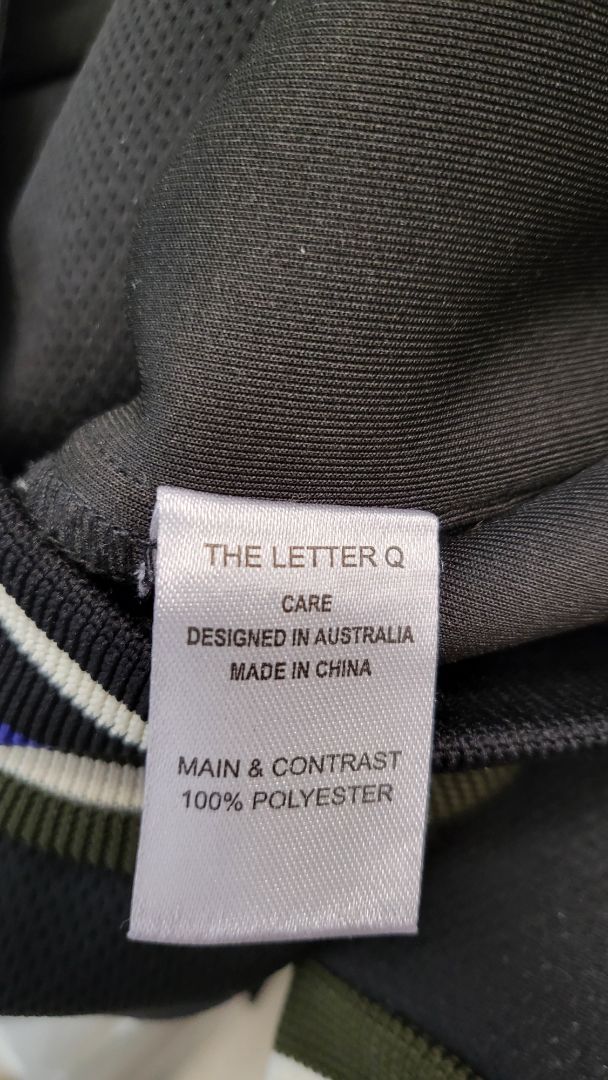 THE LETTER Q
CARE
DESIGNED IN AUSTRALIA
MADE IN CHINA
MAIN & CONTRAST
100% POLYESTER